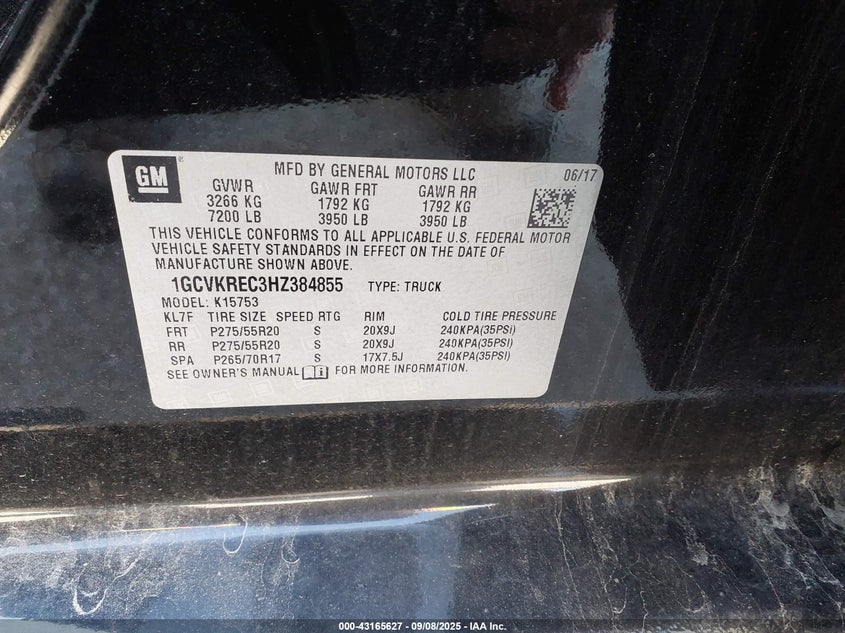 GM ®
MFD BY GENERAL MOTORS LLC 06/17
GVWR GAWR FRT GAWR RR
3266 KG 1792 KG 1792 KG
7200 LB 3950 LB 3950 LB
THIS VEHICLE CONFORMS TO ALL APPLICABLE U.S. FEDERAL MOTOR
VEHICLE SAFETY STANDARDS IN EFFECT ON THE DATE OF
MANUFACTURE SHOWN ABOVE.
1GCVKREC3HZ384855 TYPE: TRUCK
MODEL: K15753
KL7F TIRE SIZE SPEED RTG RIM COLD TIRE PRESSURE
FRT P275/55R20 S 20X9J 240KPA(35PSI)
RR P275/55R20 S 20X9J 240KPA(35PSI)
SPA P265/70R17 S 17X7.5J 240KPA(35PSI)
SEE OWNER'S MANUAL FOR MORE INFORMATION.
000-43165627 - 09/08/2025 - IAA Inc.